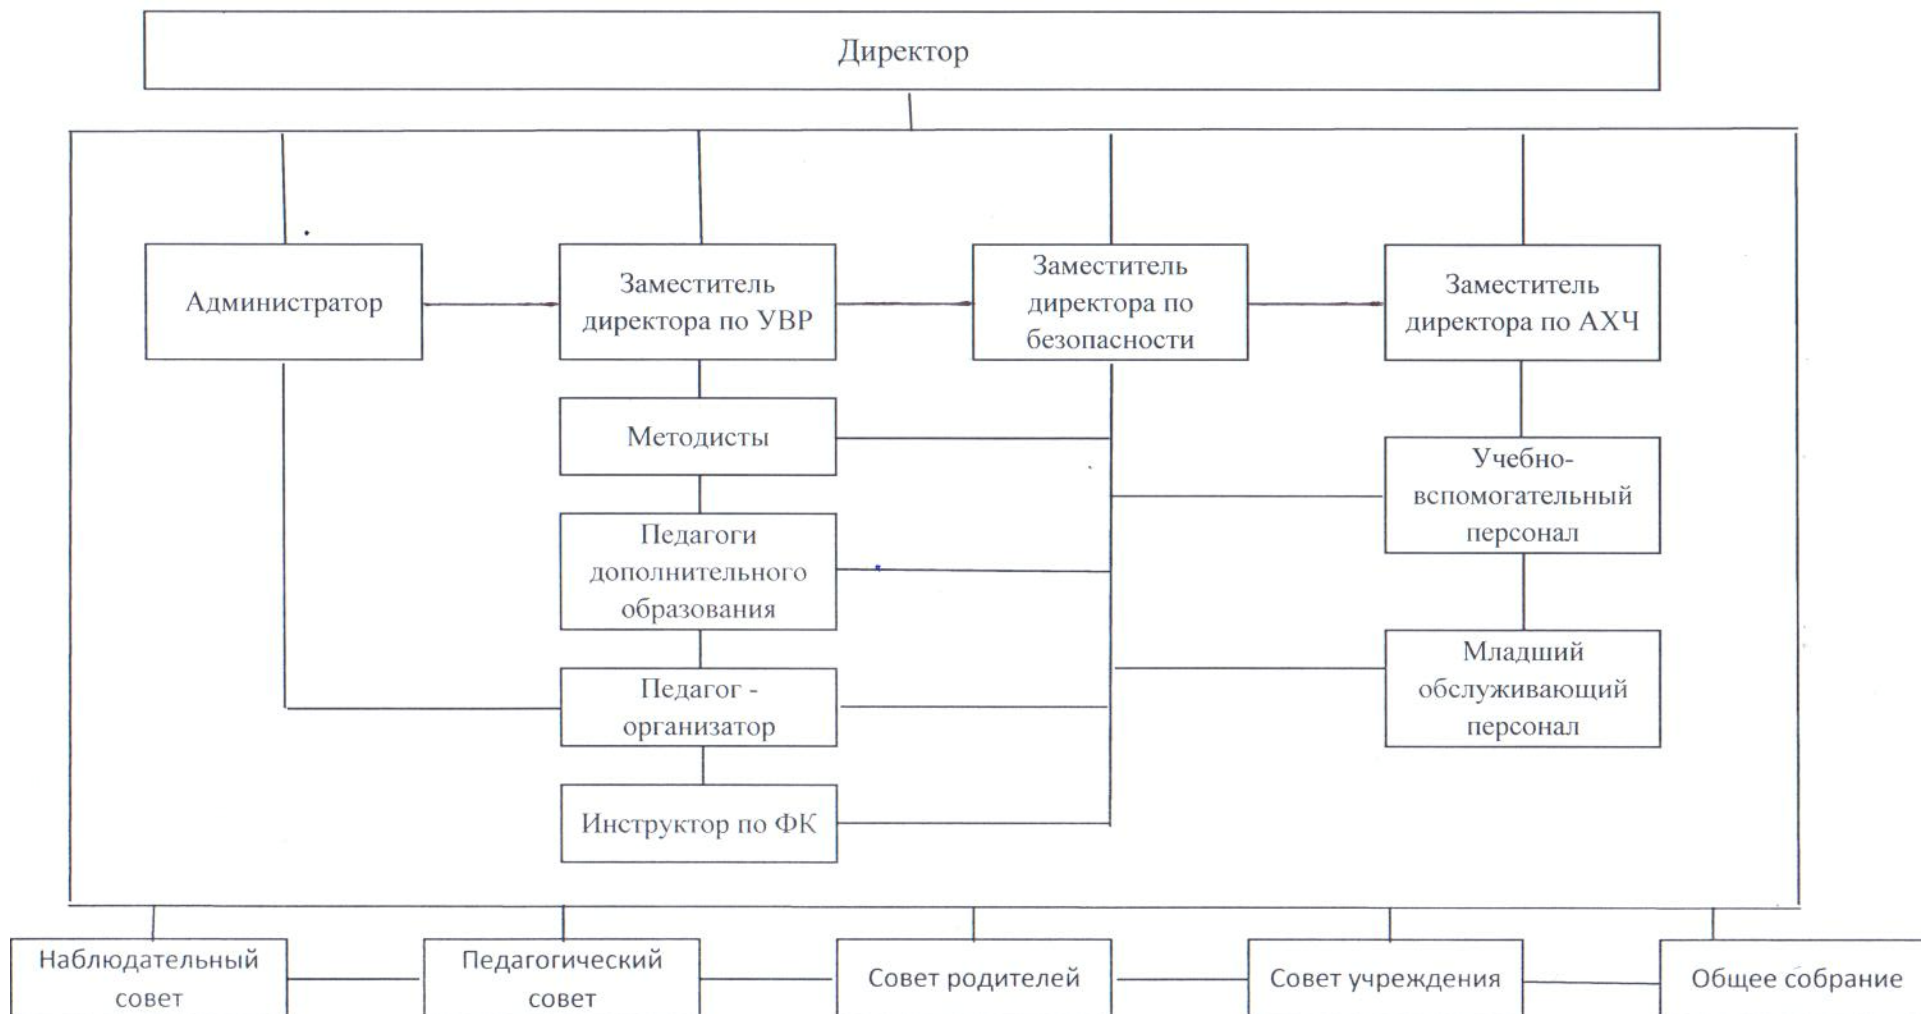 Директор
Администратор
Заместитель
директора по УВР
Заместитель
директора по
безопасности
Заместитель
директора по АХЧ
Методисты
Педагоги
дополнительного
образования
Педагог -
организатор
Инструктор по ФК
Учебно-
вспомогательный
персонал
Младший
обслуживающий
персонал
Наблюдательный
совет
Педагогический
совет
Совет родителей
Совет учреждения
Общее собрание